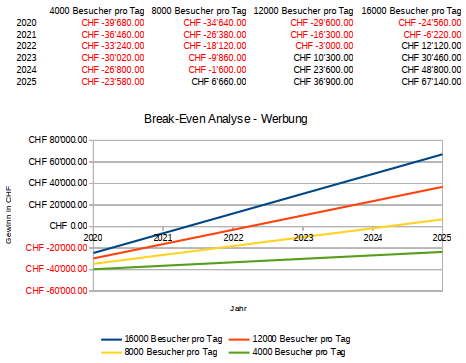 4000 Besucher pro Tag 8000 Besucher pro Tag 12000 Besucher pro Tag 16000 Besucher pro Tag
2020 CHF -39'680.00 CHF -34'640.00 CHF -29'600.00 CHF -24'560.00
2021 CHF -36'460.00 CHF -26'380.00 CHF -16'300.00 CHF -6'220.00
2022 CHF -33'240.00 CHF -18'120.00 CHF -3'000.00 CHF 12'120.00
2023 CHF -30'020.00 CHF -9'860.00 CHF 10'300.00 CHF 30'460.00
2024 CHF -26'800.00 CHF -1'600.00 CHF 23'600.00 CHF 48'800.00
2025 CHF -23'580.00 CHF 6'660.00 CHF 36'900.00 CHF 67'140.00
Break-Even Analyse - Werbung
Gewinn in CHF
CHF 80'000.00
CHF 60'000.00
CHF 40'000.00
CHF 20'000.00
CHF 0.00
CHF -20'000.00
CHF -40'000.00
CHF -60'000.00
2020 2021 2022 2023 2024 2025
Jahr
16000 Besucher pro Tag 12000 Besucher pro Tag
8000 Besucher pro Tag 4000 Besucher pro Tag